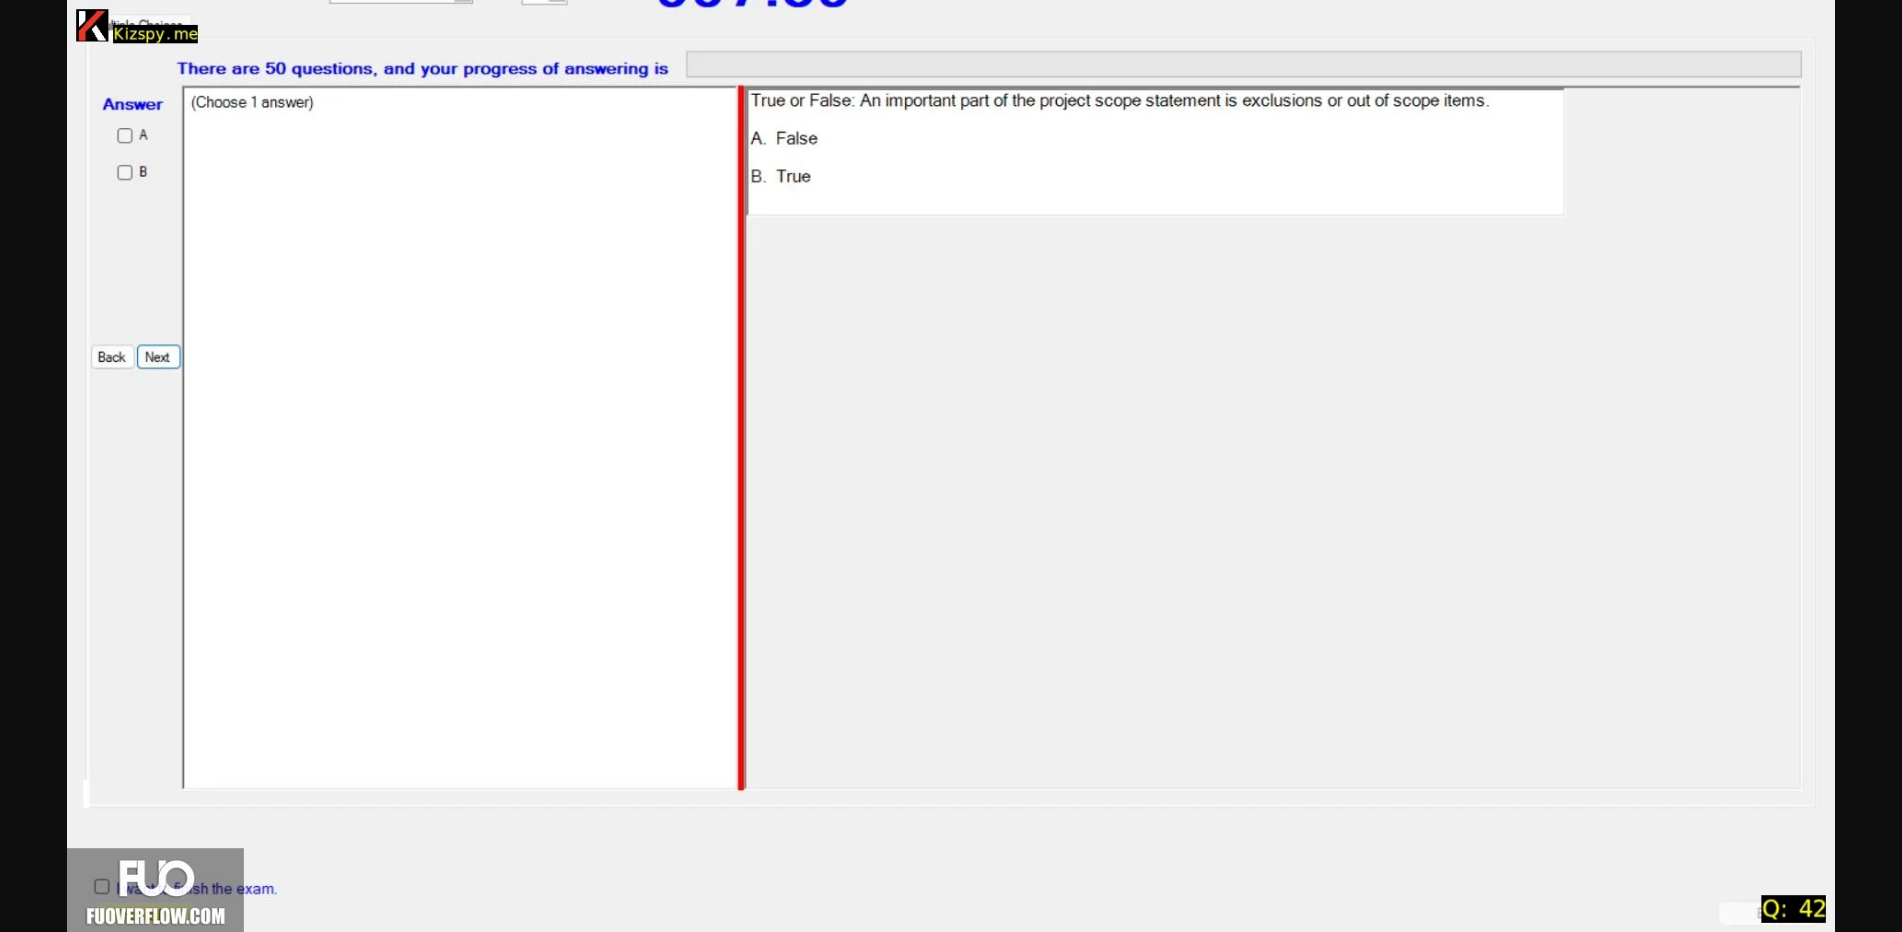 Kizspy.me
There are 50 questions, and your progress of answering is
Answer
(Choose 1 answer)
A
B
True or False: An important part of the project scope statement is exclusions or out of scope items.
A. False
B. True
Back Next
FUO
the exam.
FUOVERFLOW.COM
Q: 42